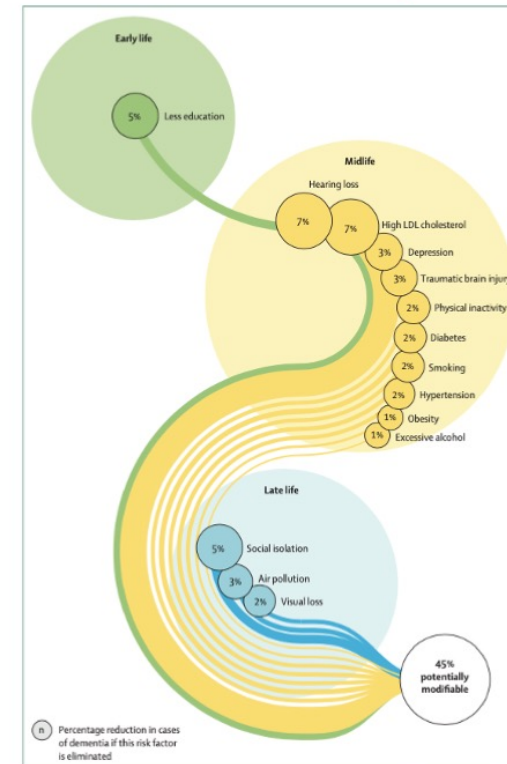 Early life
5%
Less education
Midlife
Hearing loss
7%
7%
High LDL cholesterol
3%
Depression
3%
Traumatic brain injury
2%
Physical inactivity
2%
Diabetes
2%
Smoking
2%
Hypertension
1%
Obesity
1%
Excessive alcohol
Late life
5%
Social isolation
3%
Air pollution
2%
Visual loss
45%
potentially
modifiable
n
Percentage reduction in cases
of dementia if this risk factor
is eliminated